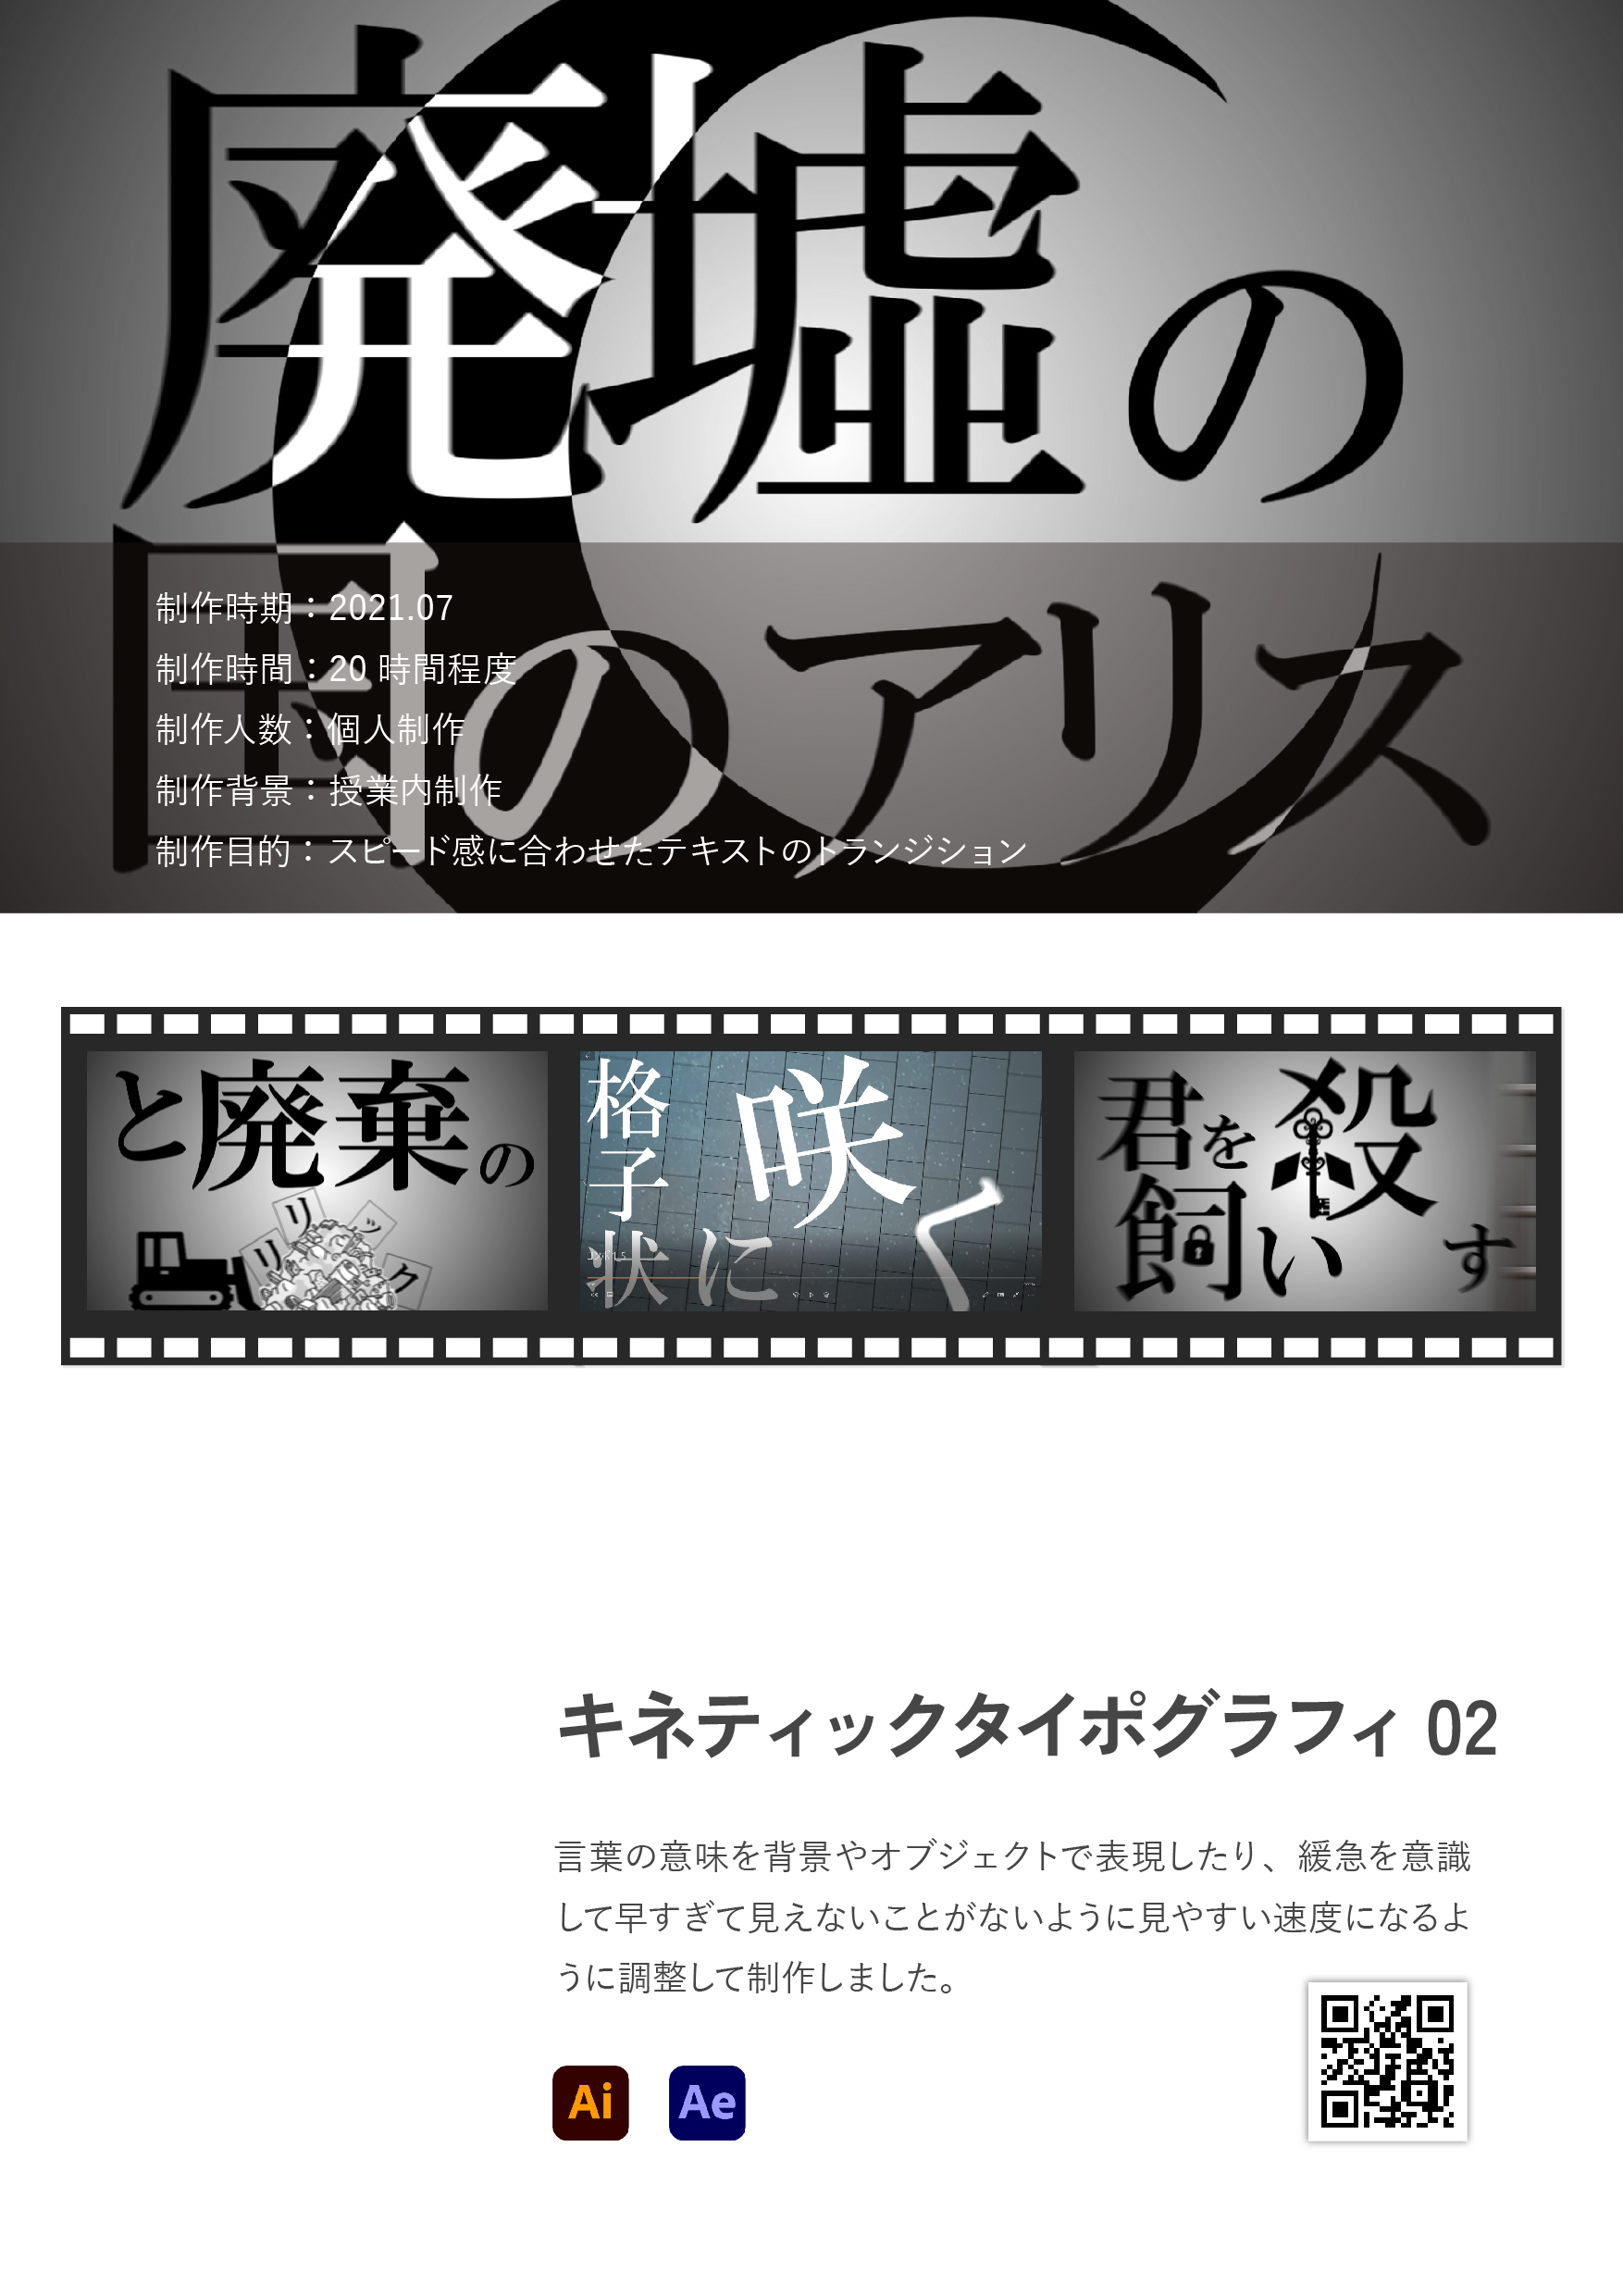 廃墟の
国のアリス
制作時期：2021.07
制作時間：20 時間程度
制作人数：個人制作
制作背景：授業内制作
制作目的：スピード感に合わせたテキストのトランジション
と廃棄の
リリック
格子状に
咲く
君を殺
飼い す
キネティックタイポグラフィ 02
言葉の意味を背景やオブジェクトで表現したり、緩急を意識
して早すぎて見えないことがないように見やすい速度になるよ
うに調整して制作しました。
Ai Ae